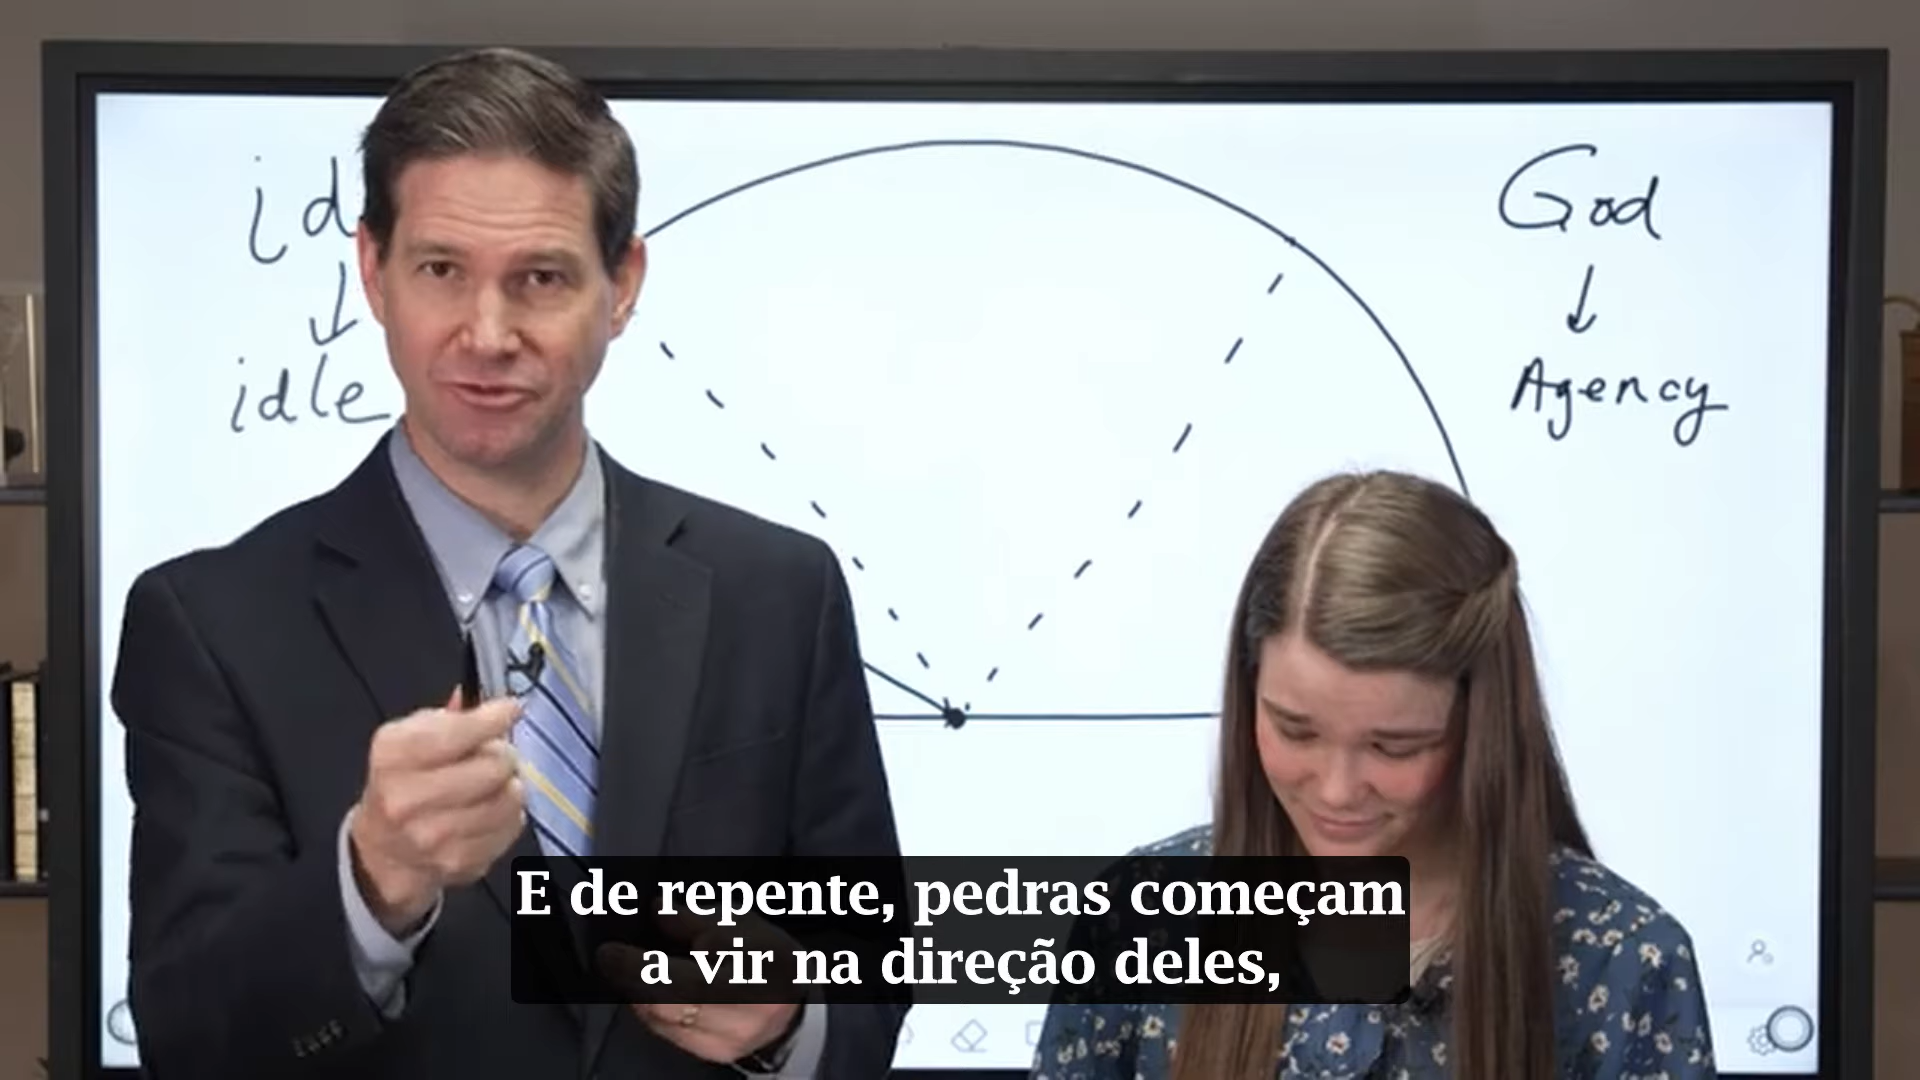 id
idle
God
Agency
E de repente, pedras começam
a vir na direção deles,